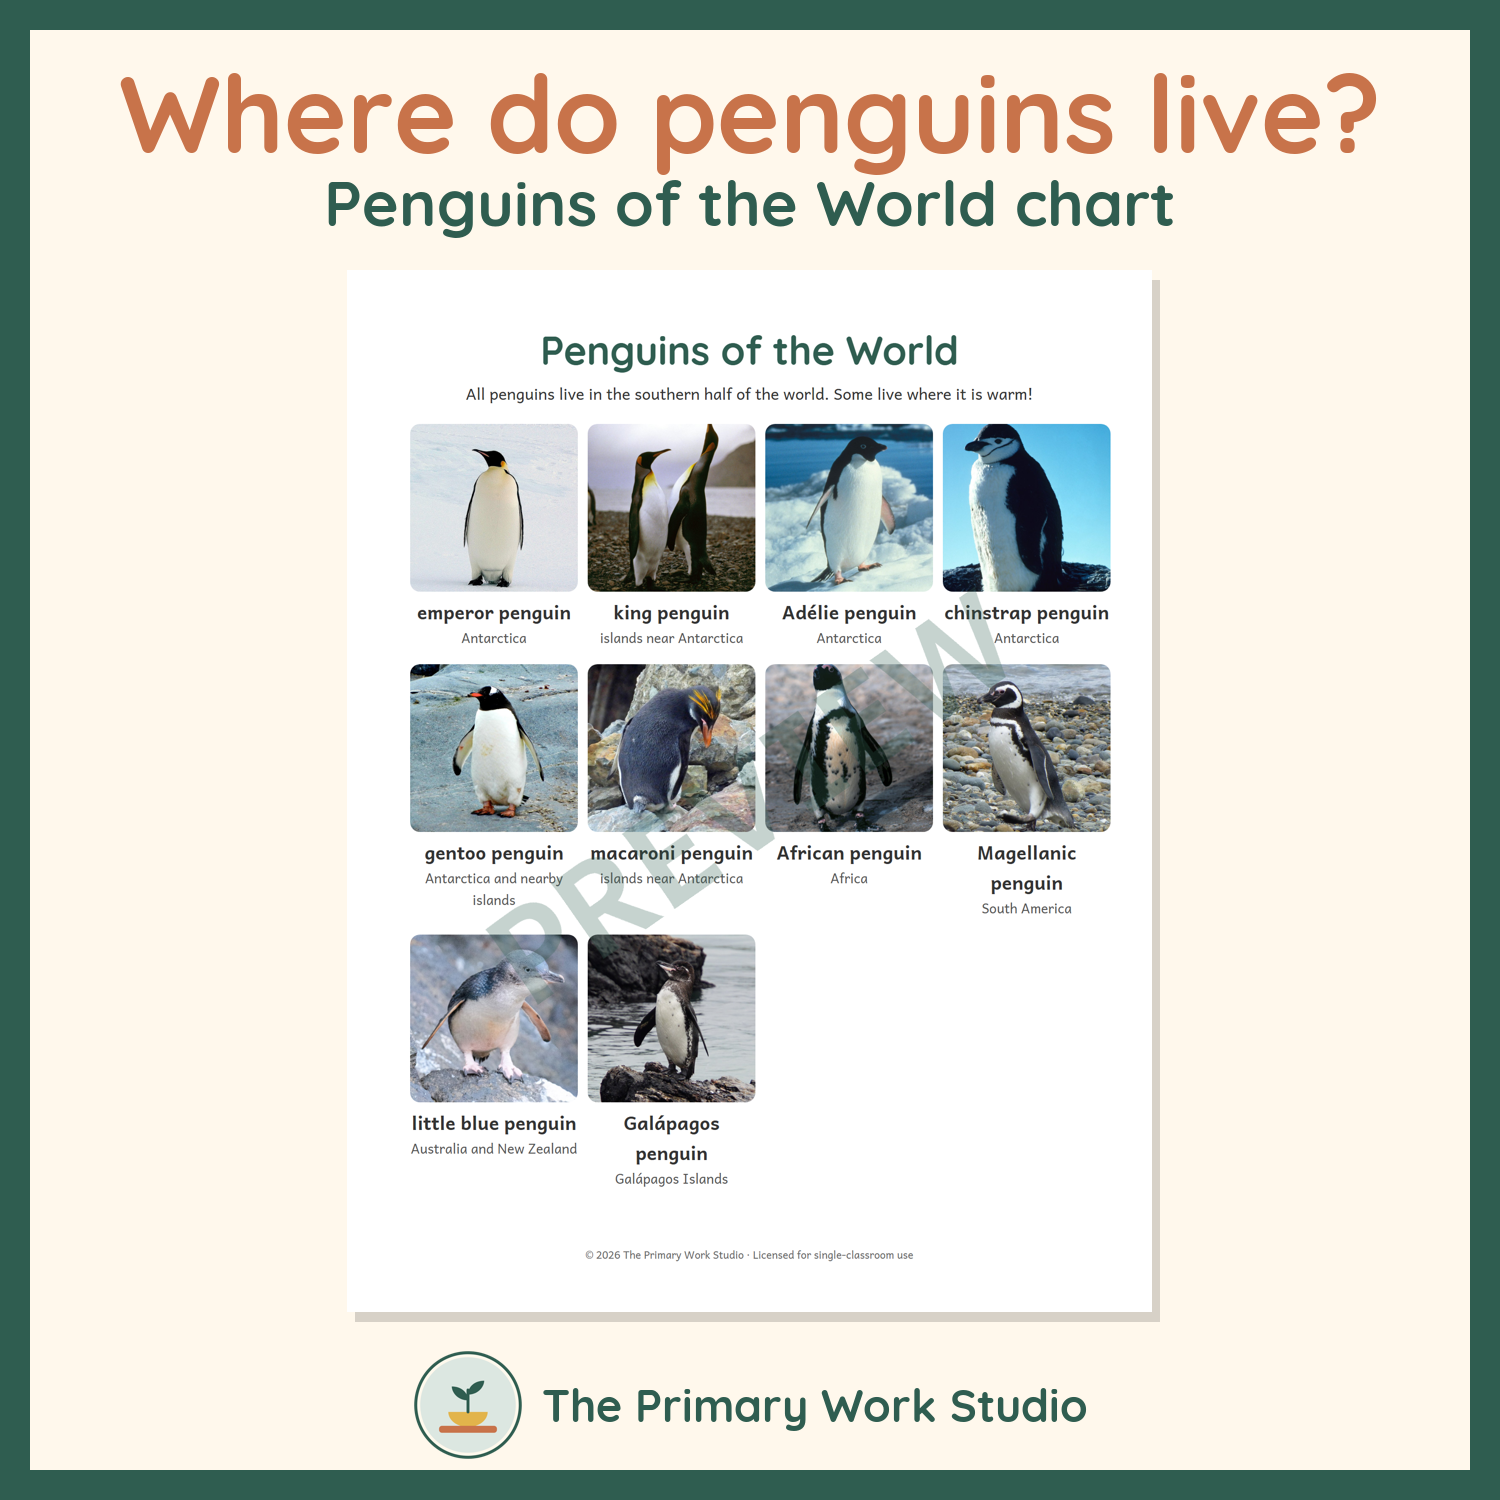 Where do penguins live?
Penguins of the World chart
Penguins of the World
All penguins live in the southern half of the world. Some live where it is warm!
emperor penguin
Antarctica
king penguin
islands near Antarctica
Adélie penguin
Antarctica
chinstrap penguin
Antarctica
gentoo penguin
Antarctica and nearby
islands
macaroni penguin
islands near Antarctica
African penguin
Africa
Magellanic
penguin
South America
PREVIEW
little blue penguin
Australia and New Zealand
Galápagos
penguin
Galápagos Islands
© 2026 The Primary Work Studio · Licensed for single-classroom use
The Primary Work Studio